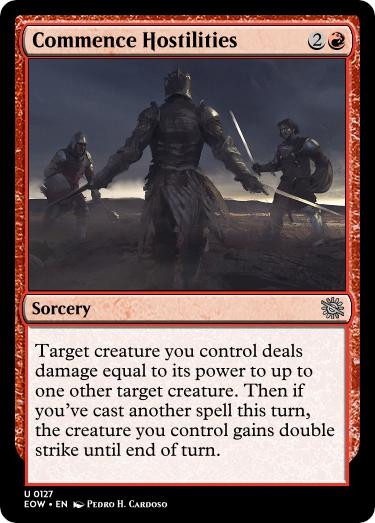 Commence Hostilities 2
Sorcery
Target creature you control deals
damage equal to its power to up to
one other target creature. Then if
you've cast another spell this turn,
the creature you control gains double
strike until end of turn.
U 0127
EOW • EN Pedro H. Cardoso